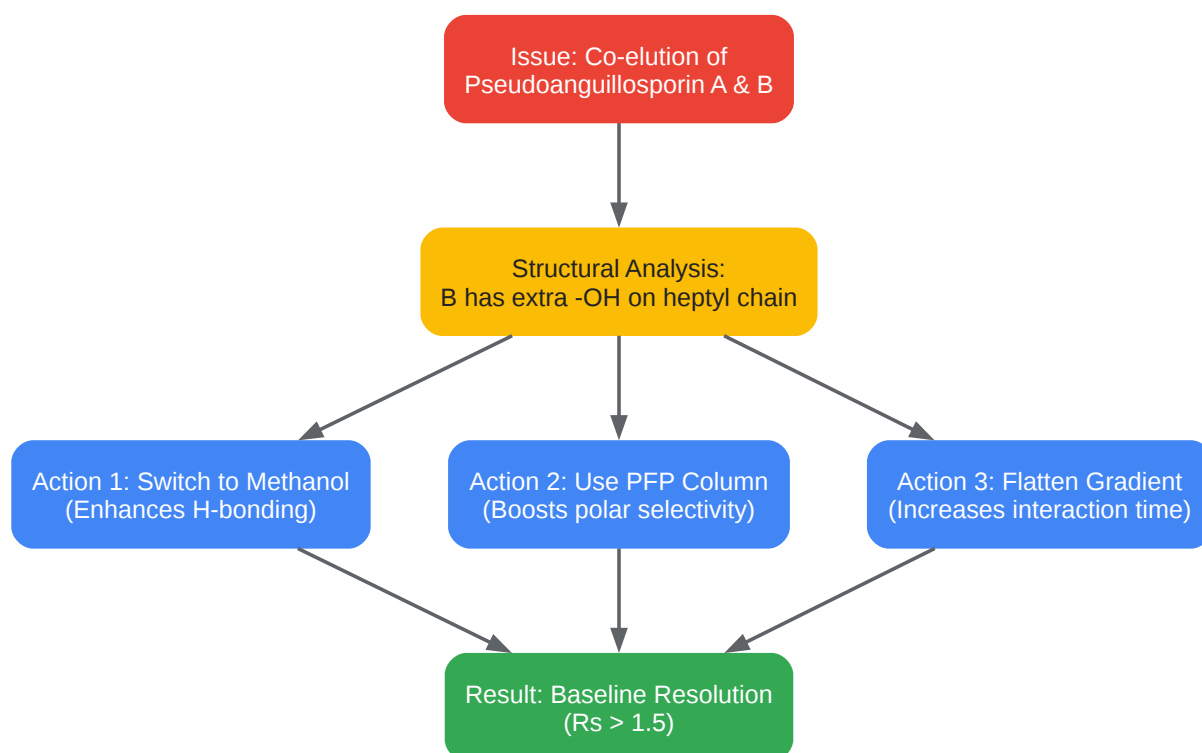 Issue: Co-elution of
Pseudoanguillosporin A & B
Structural Analysis:
B has extra -OH on heptyl chain
Action 1: Switch to Methanol
(Enhances H-bonding)
Action 2: Use PFP Column
(Boosts polar selectivity)
Action 3: Flatten Gradient
(Increases interaction time)
Result: Baseline Resolution
(Rs > 1.5)